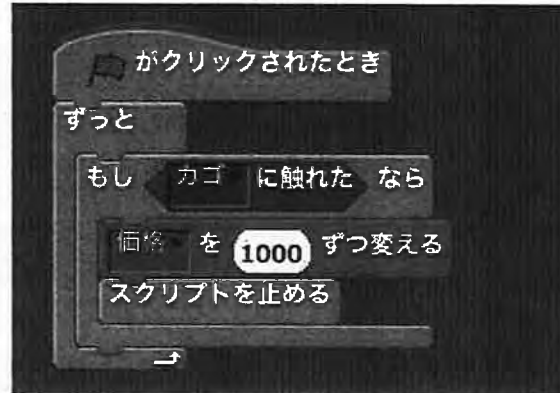 がクリックされたとき
ずっと
もし カゴ に触れた なら
価格 を 1000 ずつ変える
スクリプトを止める